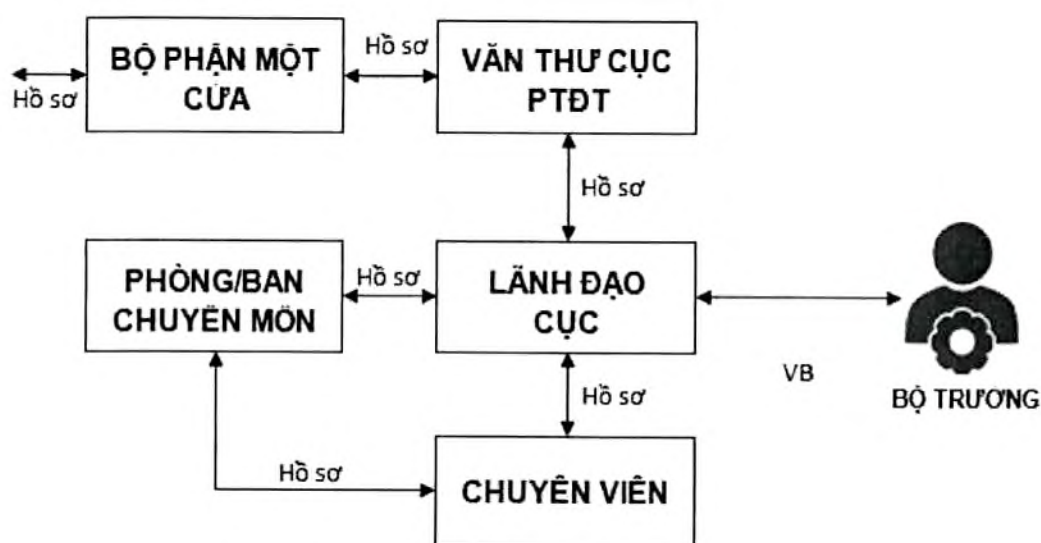 BỘ PHẬN MỘT
CỬA
Hồ sơ
VĂN THƯ CỤC
PTĐT
Hồ sơ
Hồ sơ
PHÒNG/BAN
CHUYÊN MÔN
Hồ sơ
LÃNH ĐẠO
CỤC
VB
BỘ TRƯỞNG
Hồ sơ
Hồ sơ
CHUYÊN VIÊN